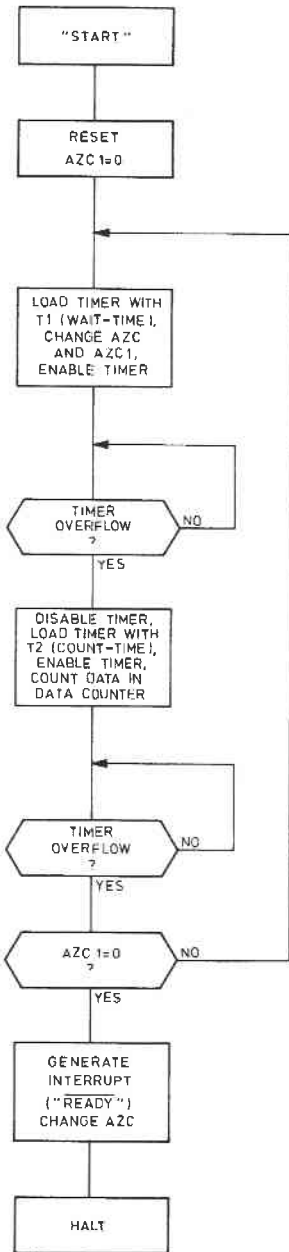 "START"
RESET
AZC 1=0
LOAD TIMER WITH
T1 (WAIT-TIME),
CHANGE AZC
AND AZC1,
ENABLE TIMER
TIMER
OVERFLOW
?
NO
YES
DISABLE TIMER,
LOAD TIMER WITH
T2 (COUNT-TIME),
ENABLE TIMER,
COUNT DATA IN
DATA COUNTER
TIMER
OVERFLOW
?
NO
YES
AZC 1=0
?
NO
YES
GENERATE
INTERRUPT
("READY")
CHANGE AZC
HALT